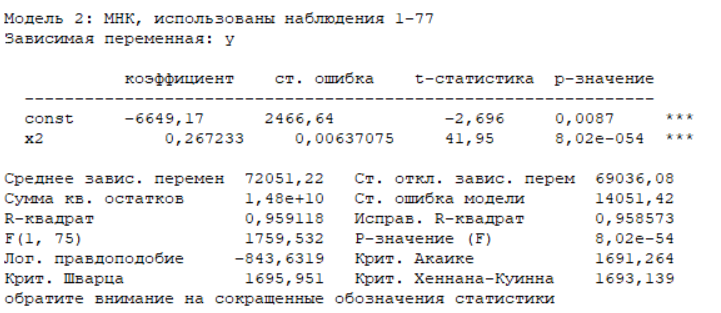 Модель 2: МНК, использованы наблюдения 1-77
Зависимая переменная: y
коэффициент ст. ошибка t-статистика p-значение
---------------------------------------------------------------
const -6649,17 2466,64 -2,696 0,0087 ***
x2 0,267233 0,00637075 41,95 8,02e-054 ***
Среднее завис. перемен 72051,22 Ст. откл. завис. перем 69036,08
Сумма кв. остатков 1,48e+10 Ст. ошибка модели 14051,42
R-квадрат 0,959118 Исправ. R-квадрат 0,958573
F(1, 75) 1759,532 Р-значение (F) 8,02e-54
Лог. правдоподобие -843,6319 Крит. Акаике 1691,264
Крит. Шварца 1695,951 Крит. Хеннана-Куинна 1693,139
обратите внимание на сокращенные обозначения статистики